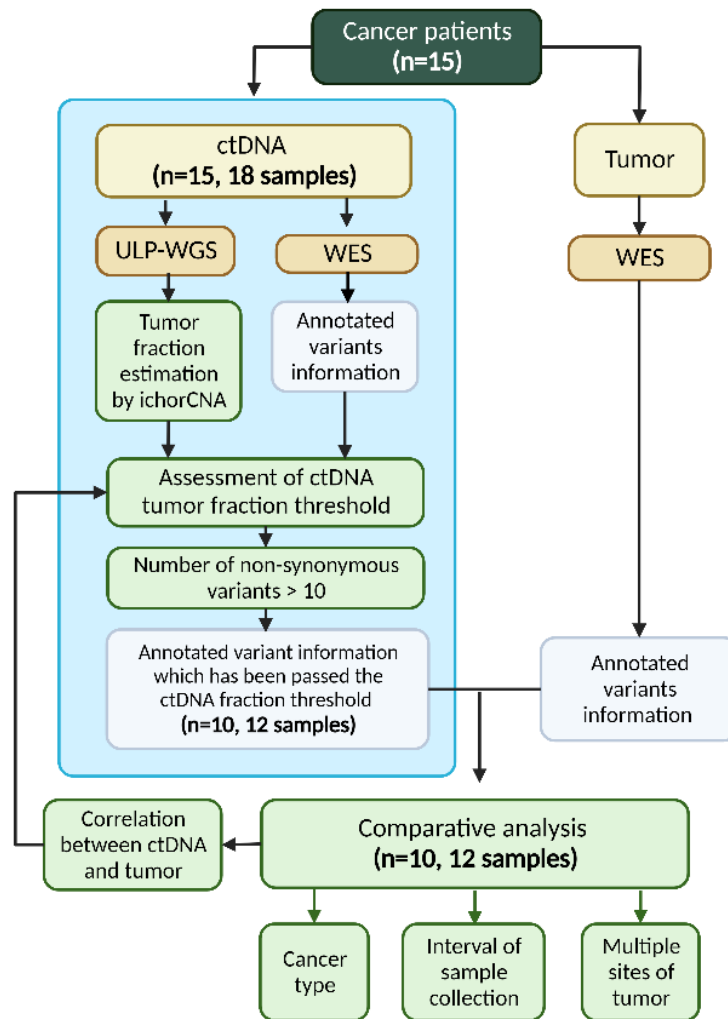 Cancer patients
(n=15)
ctDNA
(n=15, 18 samples)
Tumor
ULP-WGS
WES
WES
Tumor
fraction
estimation
by ichorCNA
Annotated
variants
information
Assessment of ctDNA
tumor fraction threshold
Number of non-synonymous
variants > 10
Annotated variant information
which has been passed the
ctDNA fraction threshold
(n=10, 12 samples)
Annotated
variants
information
Correlation
between ctDNA
and tumor
Comparative analysis
(n=10, 12 samples)
Cancer
type
Interval of
sample
collection
Multiple
sites of
tumor